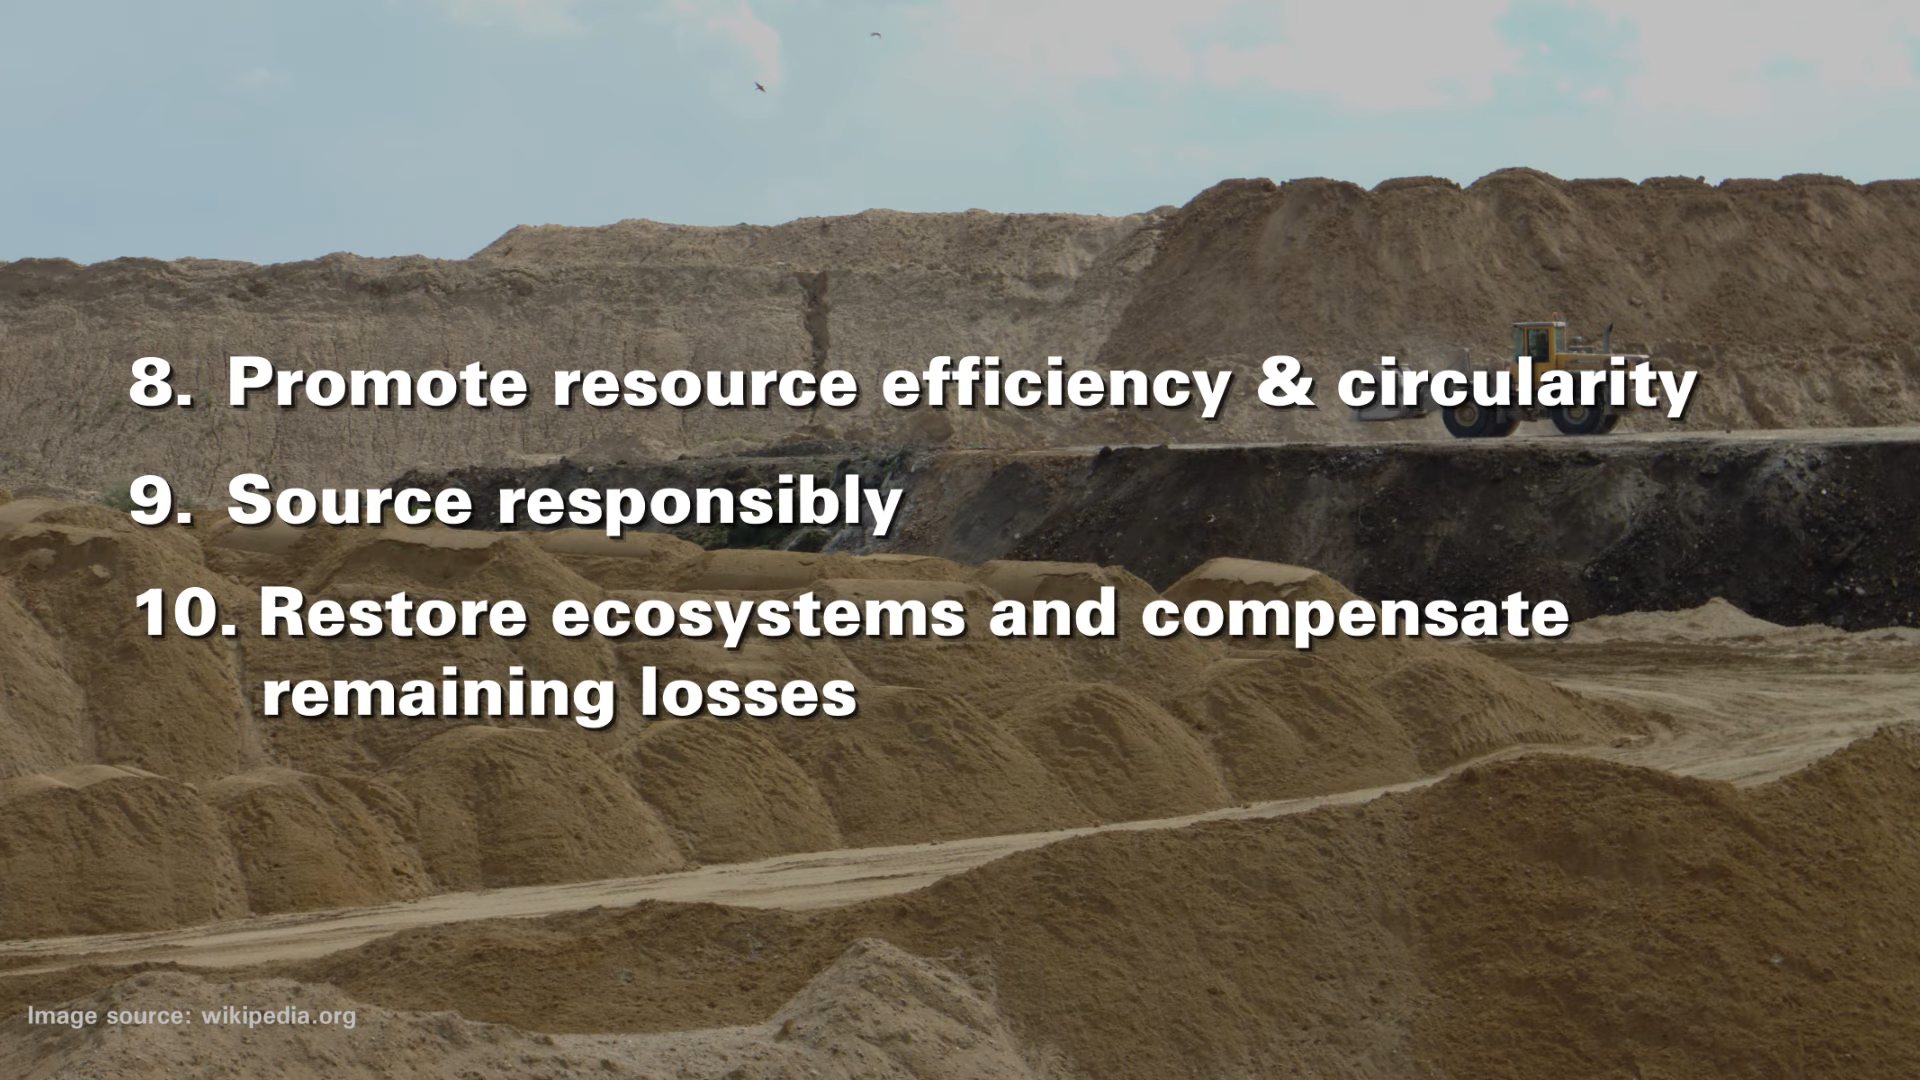 8. Promote resource efficiency & circularity
9. Source responsibly
10. Restore ecosystems and compensate
remaining losses
Image source: wikipedia.org